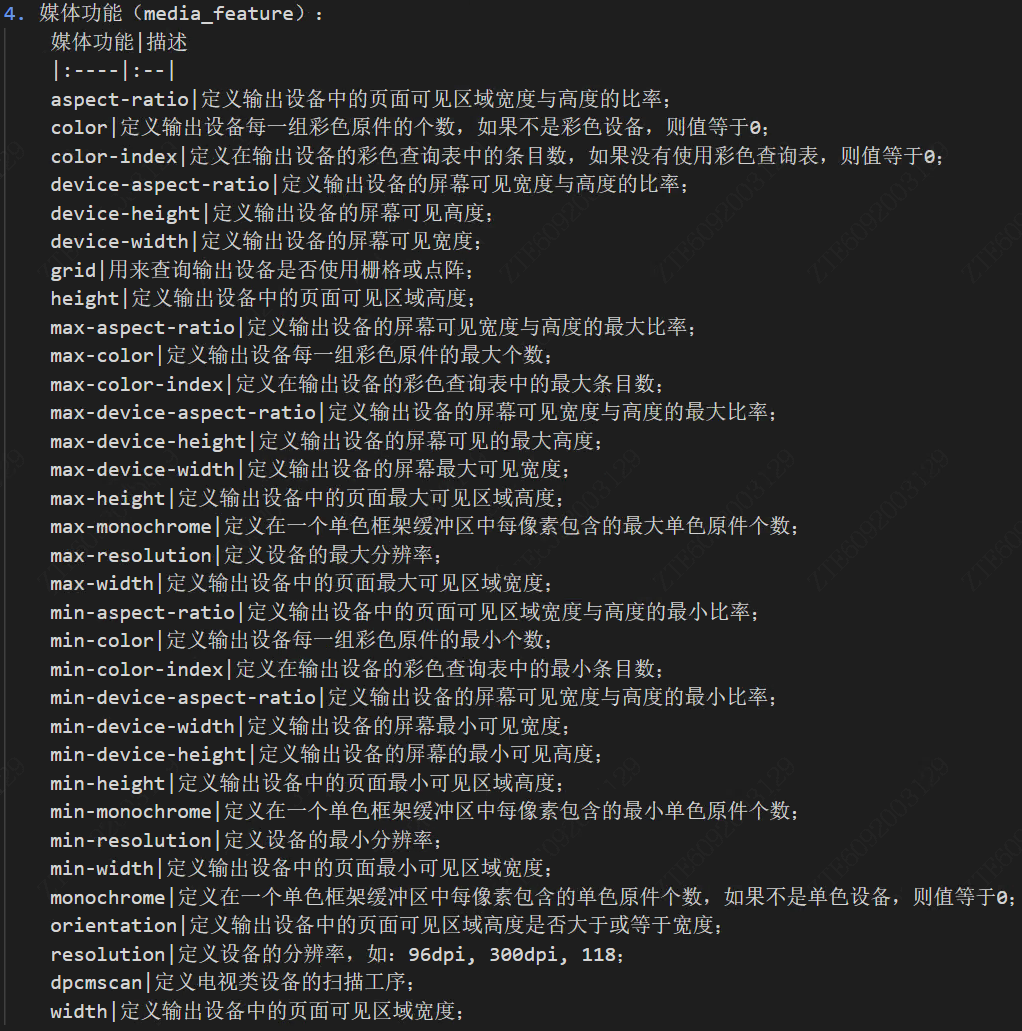 4. 媒体功能（media_feature）：
媒体功能|描述
|:----|:--|
aspect-ratio|定义输出设备中的页面可见区域宽度与高度的比率；
color|定义输出设备每一组彩色原件的个数，如果不是彩色设备，则值等于0；
color-index|定义在输出设备的彩色查询表中的条目数，如果没有使用彩色查询表，则值等于0；
device-aspect-ratio|定义输出设备的屏幕可见宽度与高度的比率；
device-height|定义输出设备的屏幕可见高度；
device-width|定义输出设备的屏幕可见宽度；
grid|用来查询输出设备是否使用栅格或点阵；
height|定义输出设备中的页面可见区域高度；
max-aspect-ratio|定义输出设备的屏幕可见宽度与高度的最大比率；
max-color|定义输出设备每一组彩色原件的最大个数；
max-color-index|定义在输出设备的彩色查询表中的最大条目数；
max-device-aspect-ratio|定义输出设备的屏幕可见宽度与高度的最大比率；
max-device-height|定义输出设备的屏幕可见的最大高度；
max-device-width|定义输出设备的屏幕最大可见宽度；
max-height|定义输出设备中的页面最大可见区域高度；
max-monochrome|定义在一个单色框架缓冲区中每像素包含的最大单色原件个数；
max-resolution|定义设备的最大分辨率；
max-width|定义输出设备中的页面最大可见区域宽度；
min-aspect-ratio|定义输出设备中的页面可见区域宽度与高度的最小比率；
min-color|定义输出设备每一组彩色原件的最小个数；
min-color-index|定义在输出设备的彩色查询表中的最小条目数；
min-device-aspect-ratio|定义输出设备的屏幕可见宽度与高度的最小比率；
min-device-width|定义输出设备的屏幕最小可见宽度；
min-device-height|定义输出设备的屏幕的最小可见高度；
min-height|定义输出设备中的页面最小可见区域高度；
min-monochrome|定义在一个单色框架缓冲区中每像素包含的最小单色原件个数；
min-resolution|定义设备的最小分辨率；
min-width|定义输出设备中的页面最小可见区域宽度；
monochrome|定义在一个单色框架缓冲区中每像素包含的单色原件个数，如果不是单色设备，则值等于0；
orientation|定义输出设备中的页面可见区域高度是否大于或等于宽度；
resolution|定义设备的分辨率，如：96dpi, 300dpi, 118；
dpcmscan|定义电视类设备的扫描工序；
width|定义输出设备中的页面可见区域宽度；